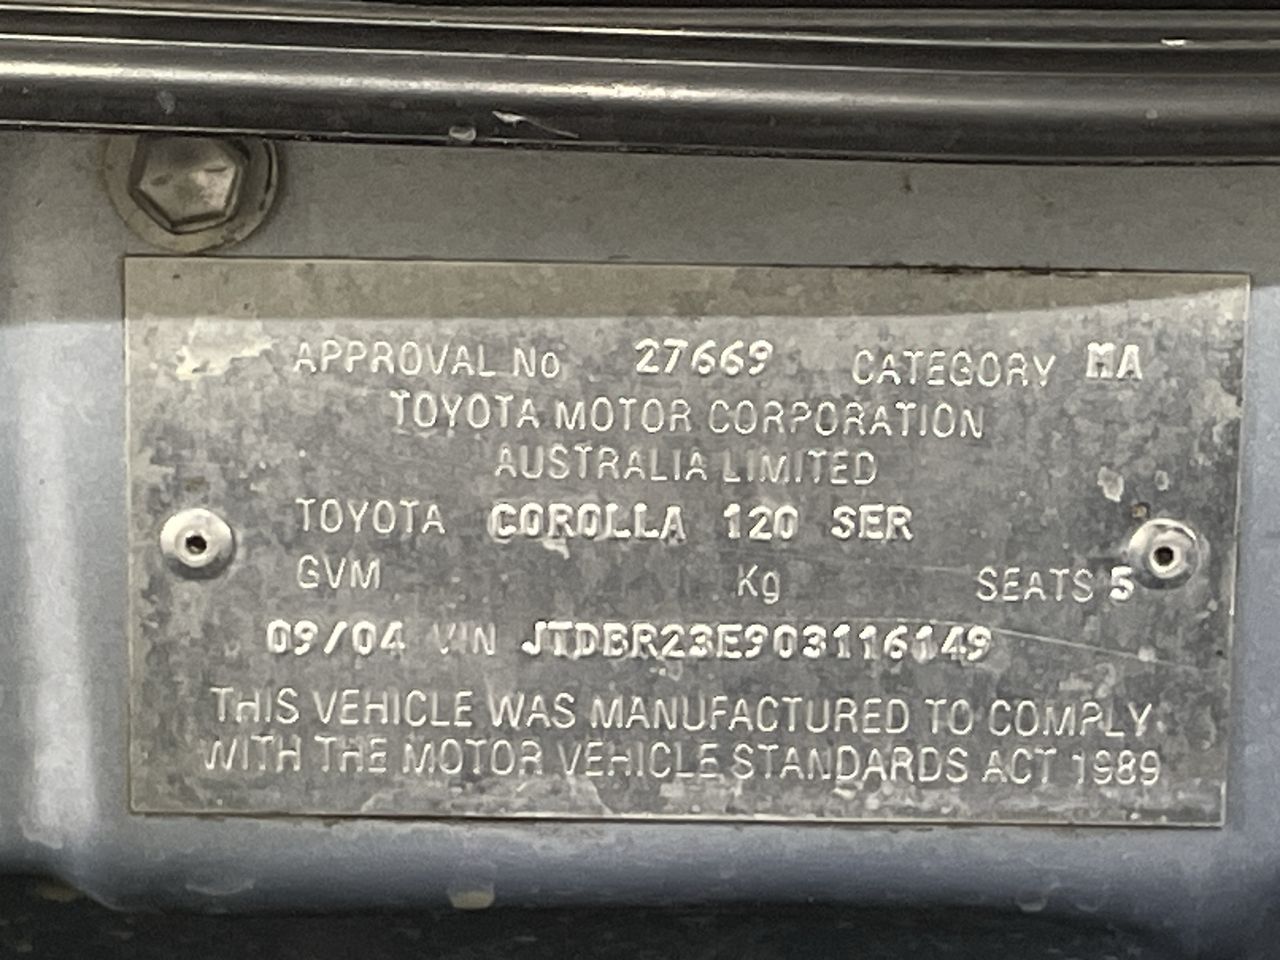 APPROVAL No 27669 CATEGORY MA
TOYOTA MOTOR CORPORATION
AUSTRALIA LIMITED
TOYOTA COROLLA 120 SER
GVM Kg SEATS 5
09/04 VIN JTDBR23E903116149
THIS VEHICLE WAS MANUFACTURED TO COMPLY
WITH THE MOTOR VEHICLE STANDARDS ACT 1989